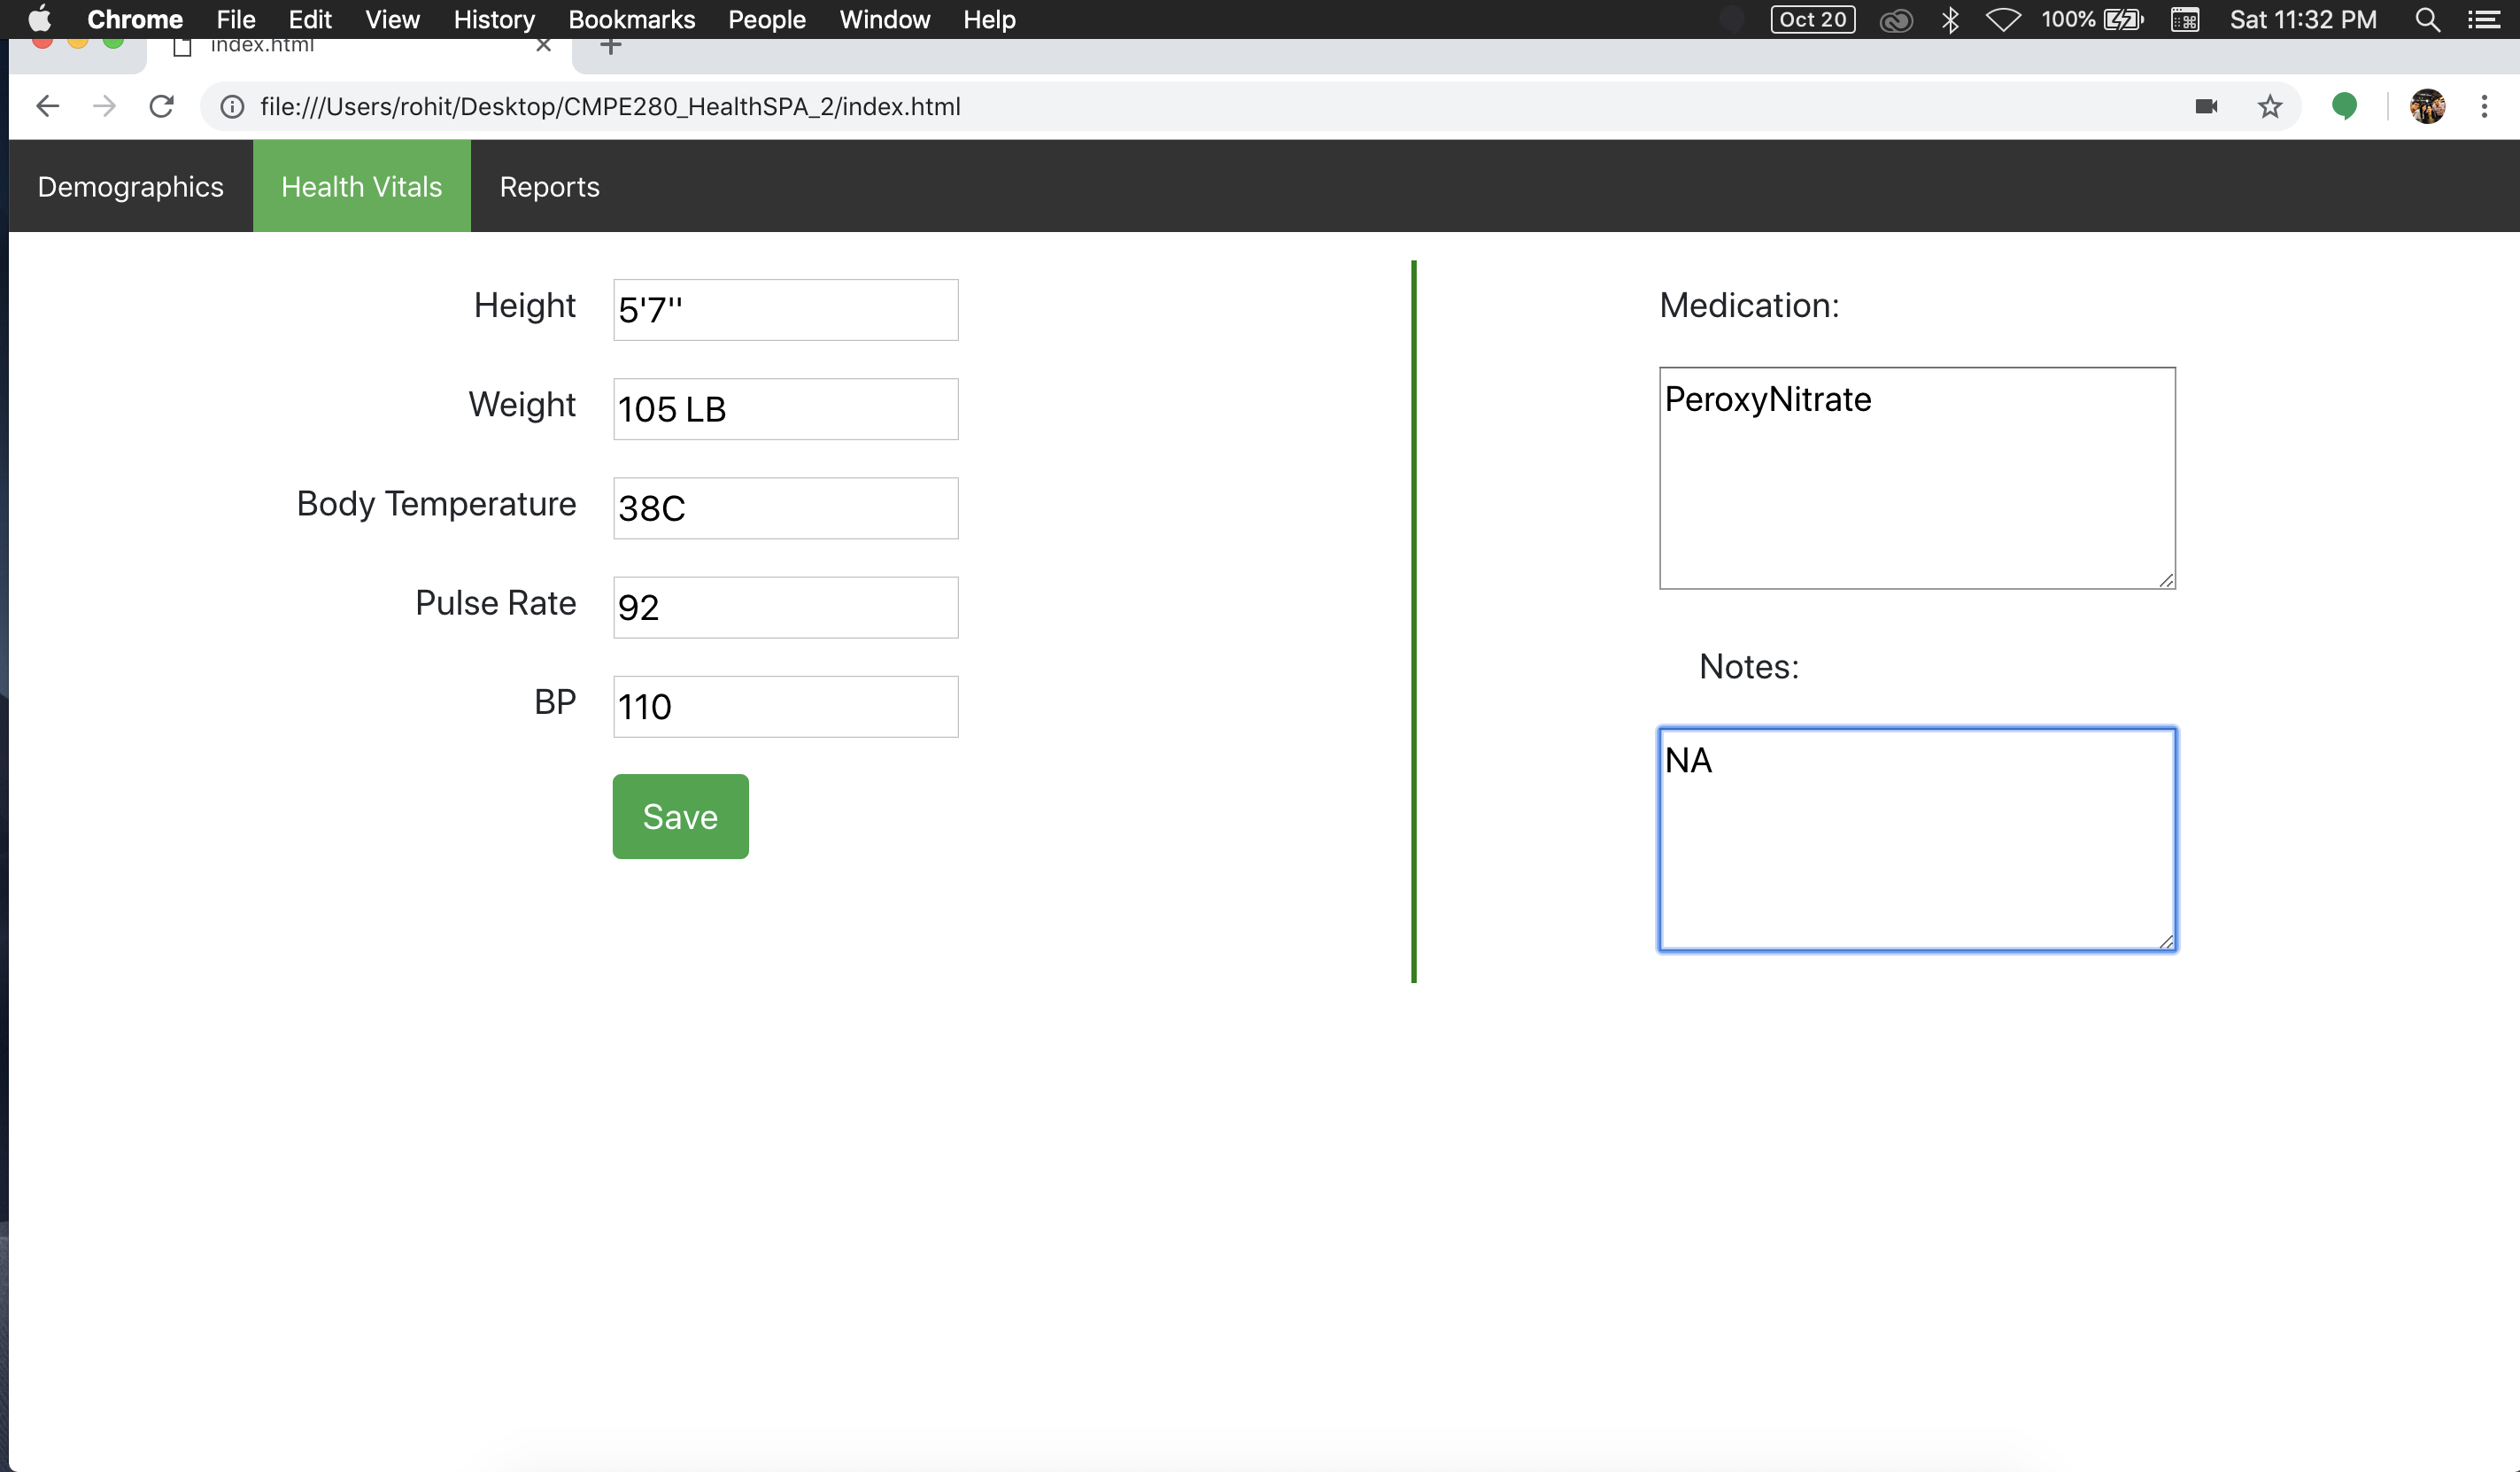 Chrome File Edit View History Bookmarks People Window Help Oct 20 100% Sat 11:32 PM
index.html
file:///Users/rohit/Desktop/CMPE280_HealthSPA_2/index.html
Demographics Health Vitals Reports
Height 5'7''
Weight 105 LB
Body Temperature 38C
Pulse Rate 92
BP 110
Save
Medication:
PeroxyNitrate
Notes:
NA